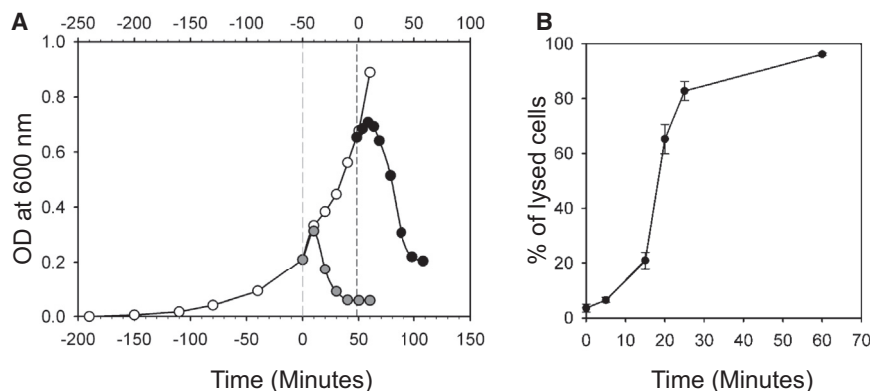 A
-250 -200 -150 -100 -50 0 50 100
1.0
0.8
0.6
0.4
0.2
0.0
OD at 600 nm
-200 -150 -100 -50 0 50 100 150
Time (Minutes)
B
100
80
60
40
20
0
% of lysed cells
0 10 20 30 40 50 60 70
Time (Minutes)